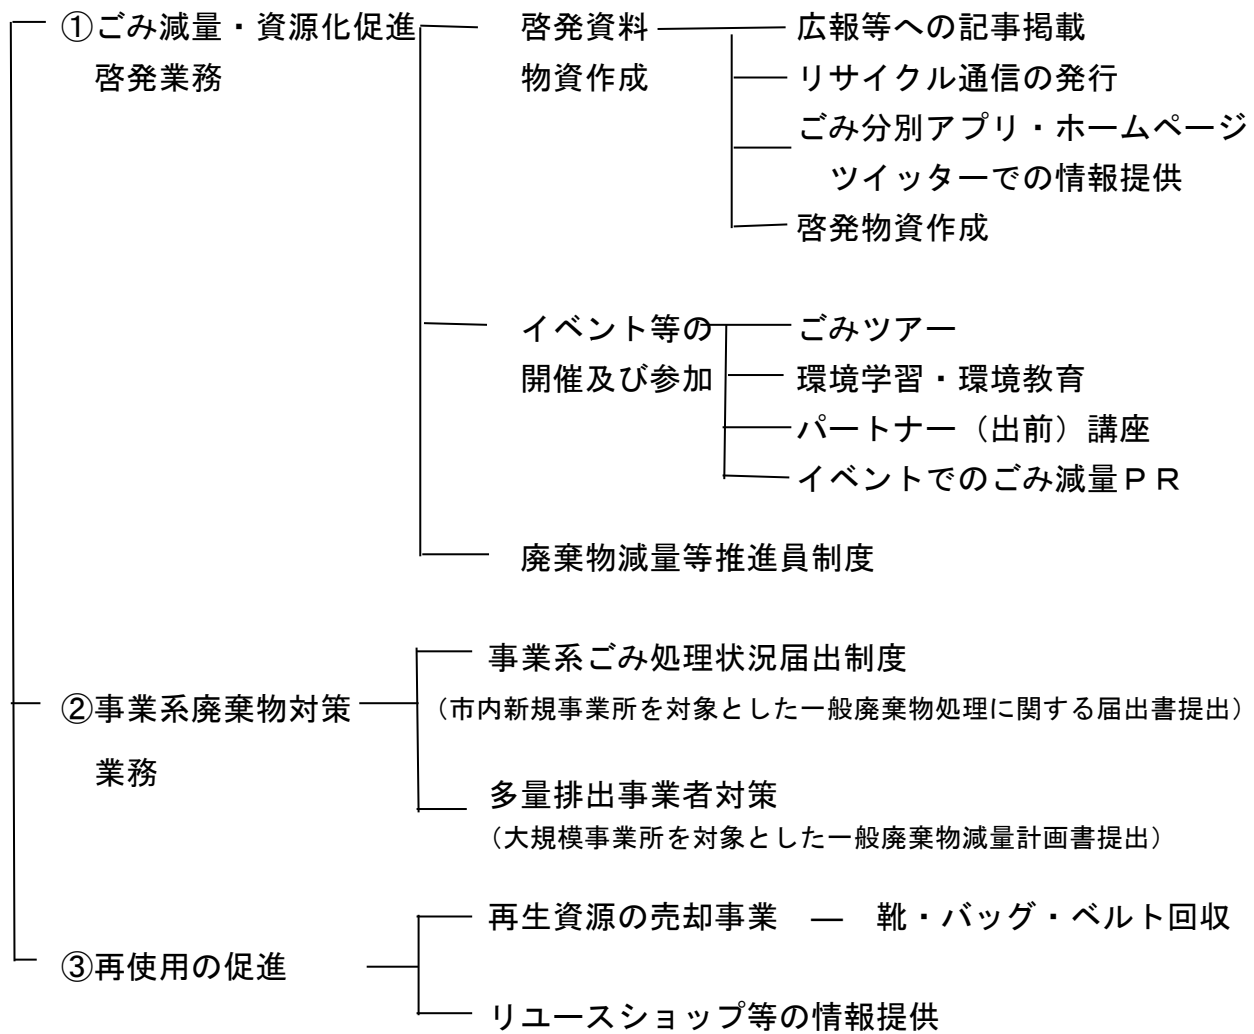 ①ごみ減量・資源化促進
啓発業務
啓発資料
物資作成
広報等への記事掲載
リサイクル通信の発行
ごみ分別アプリ・ホームページ
ツイッターでの情報提供
啓発物資作成
イベント等の
開催及び参加
ごみツアー
環境学習・環境教育
パートナー（出前）講座
イベントでのごみ減量ＰＲ
廃棄物減量等推進員制度
②事業系廃棄物対策
業務
事業系ごみ処理状況届出制度
（市内新規事業所を対象とした一般廃棄物処理に関する届出書提出）
多量排出事業者対策
（大規模事業所を対象とした一般廃棄物減量計画書提出）
③再使用の促進
再生資源の売却事業　―　靴・バッグ・ベルト回収
リユースショップ等の情報提供